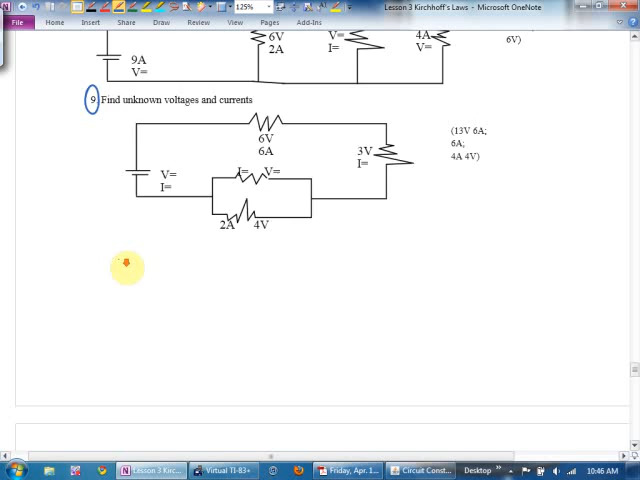 Lesson 3 Kirchhoff's Laws - Microsoft OneNote
File Home Insert Share Draw Review View Pages Add-Ins
125%
6V
2A
V=
I=
4A
V=
6V)
9A
V=
9. Find unknown voltages and currents
6V
6A
(13V 6A;
6A;
4A 4V)
3V
I=
V=
I=
I= V=
2A 4V
Lesson 3 Kirc...
Virtual TI-83+
Friday, Apr. 1...
Circuit Const...
Desktop
10:46 AM